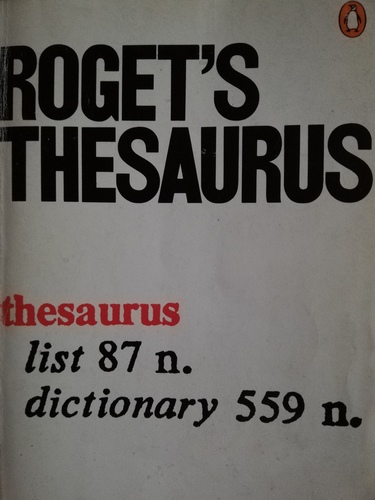 ROGET'S
THESAURUS
thesaurus
list 87 n.
dictionary 559 n.